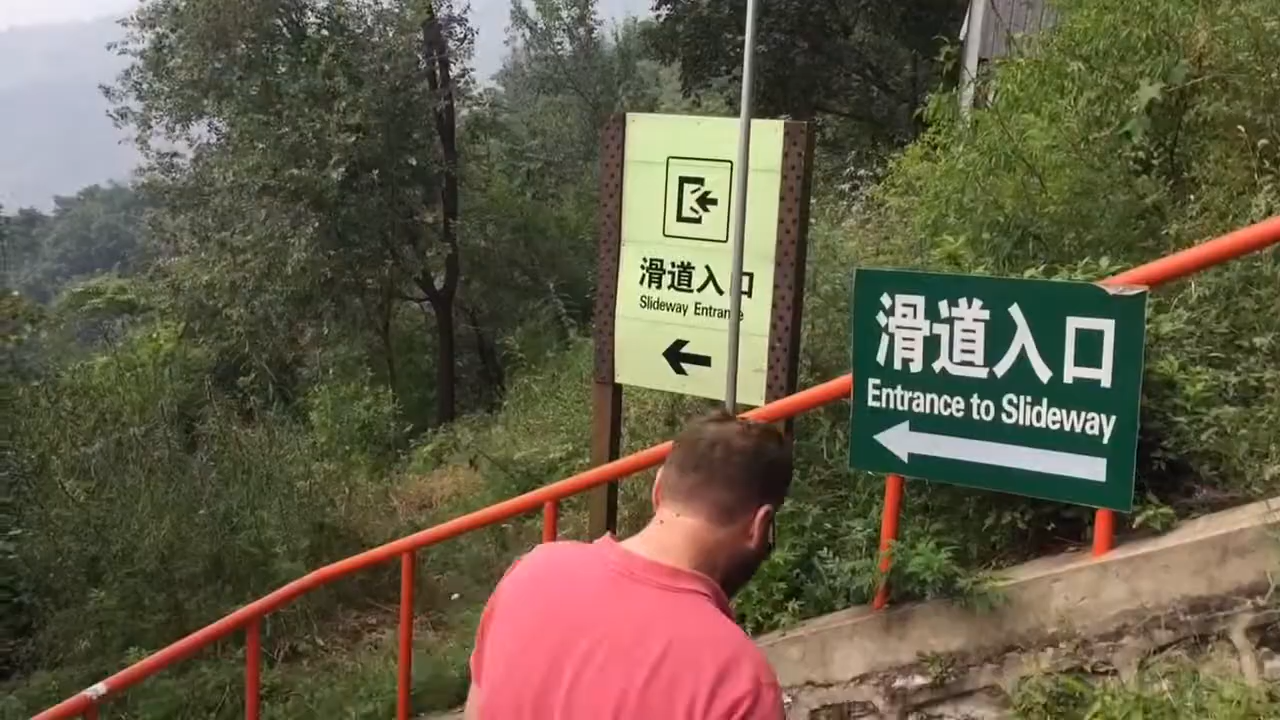 滑道入口
Slideway Entrance
滑道入口
Entrance to Slideway